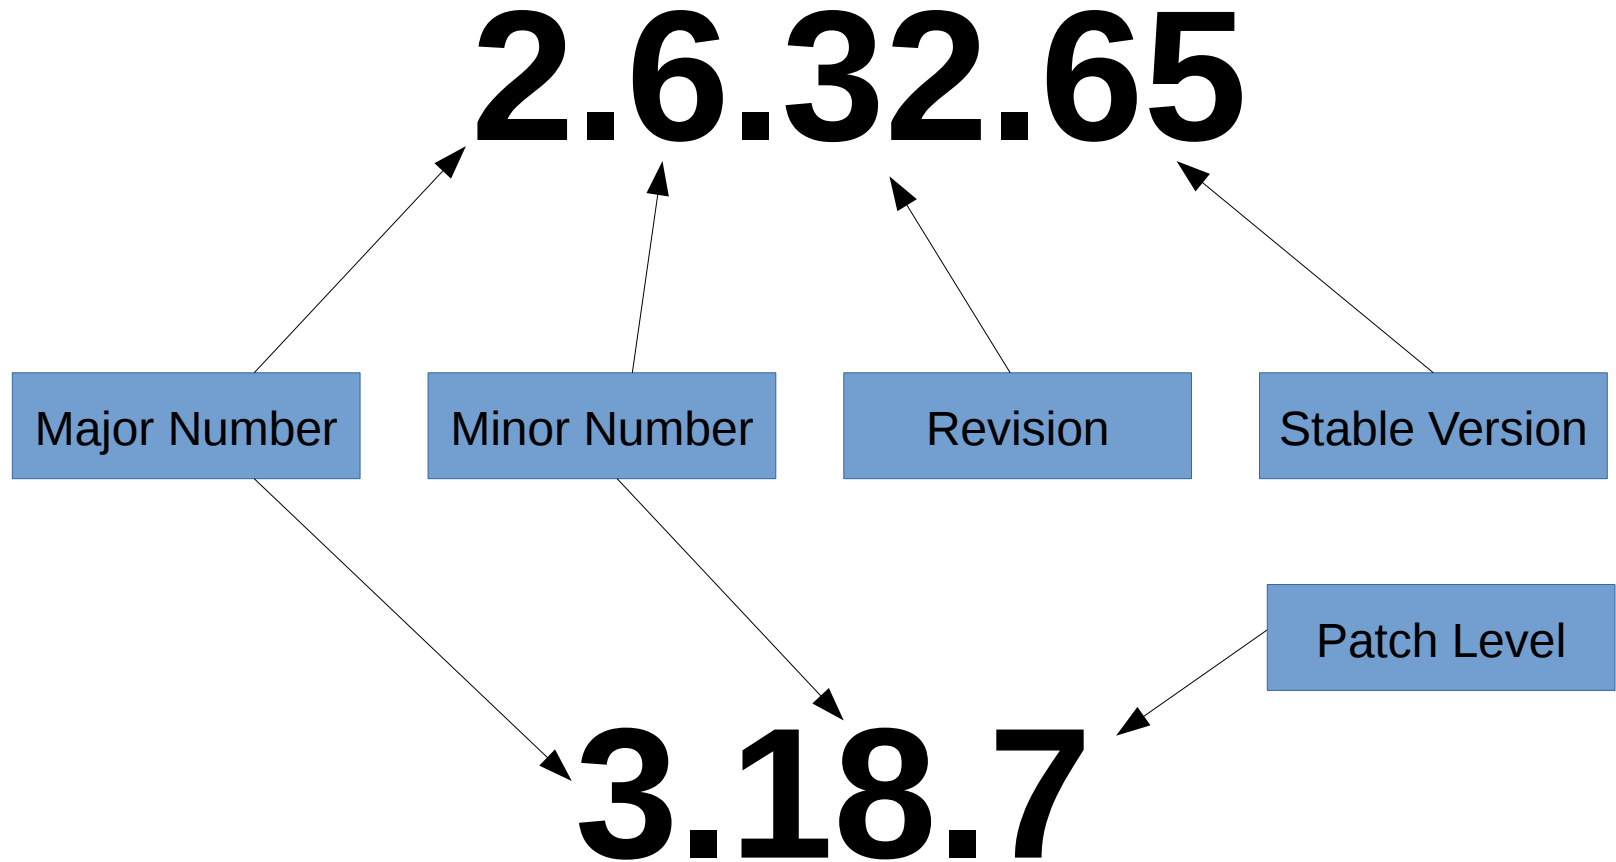 2.6.32.65
Major Number
Minor Number
Revision
Stable Version
Patch Level
3.18.7